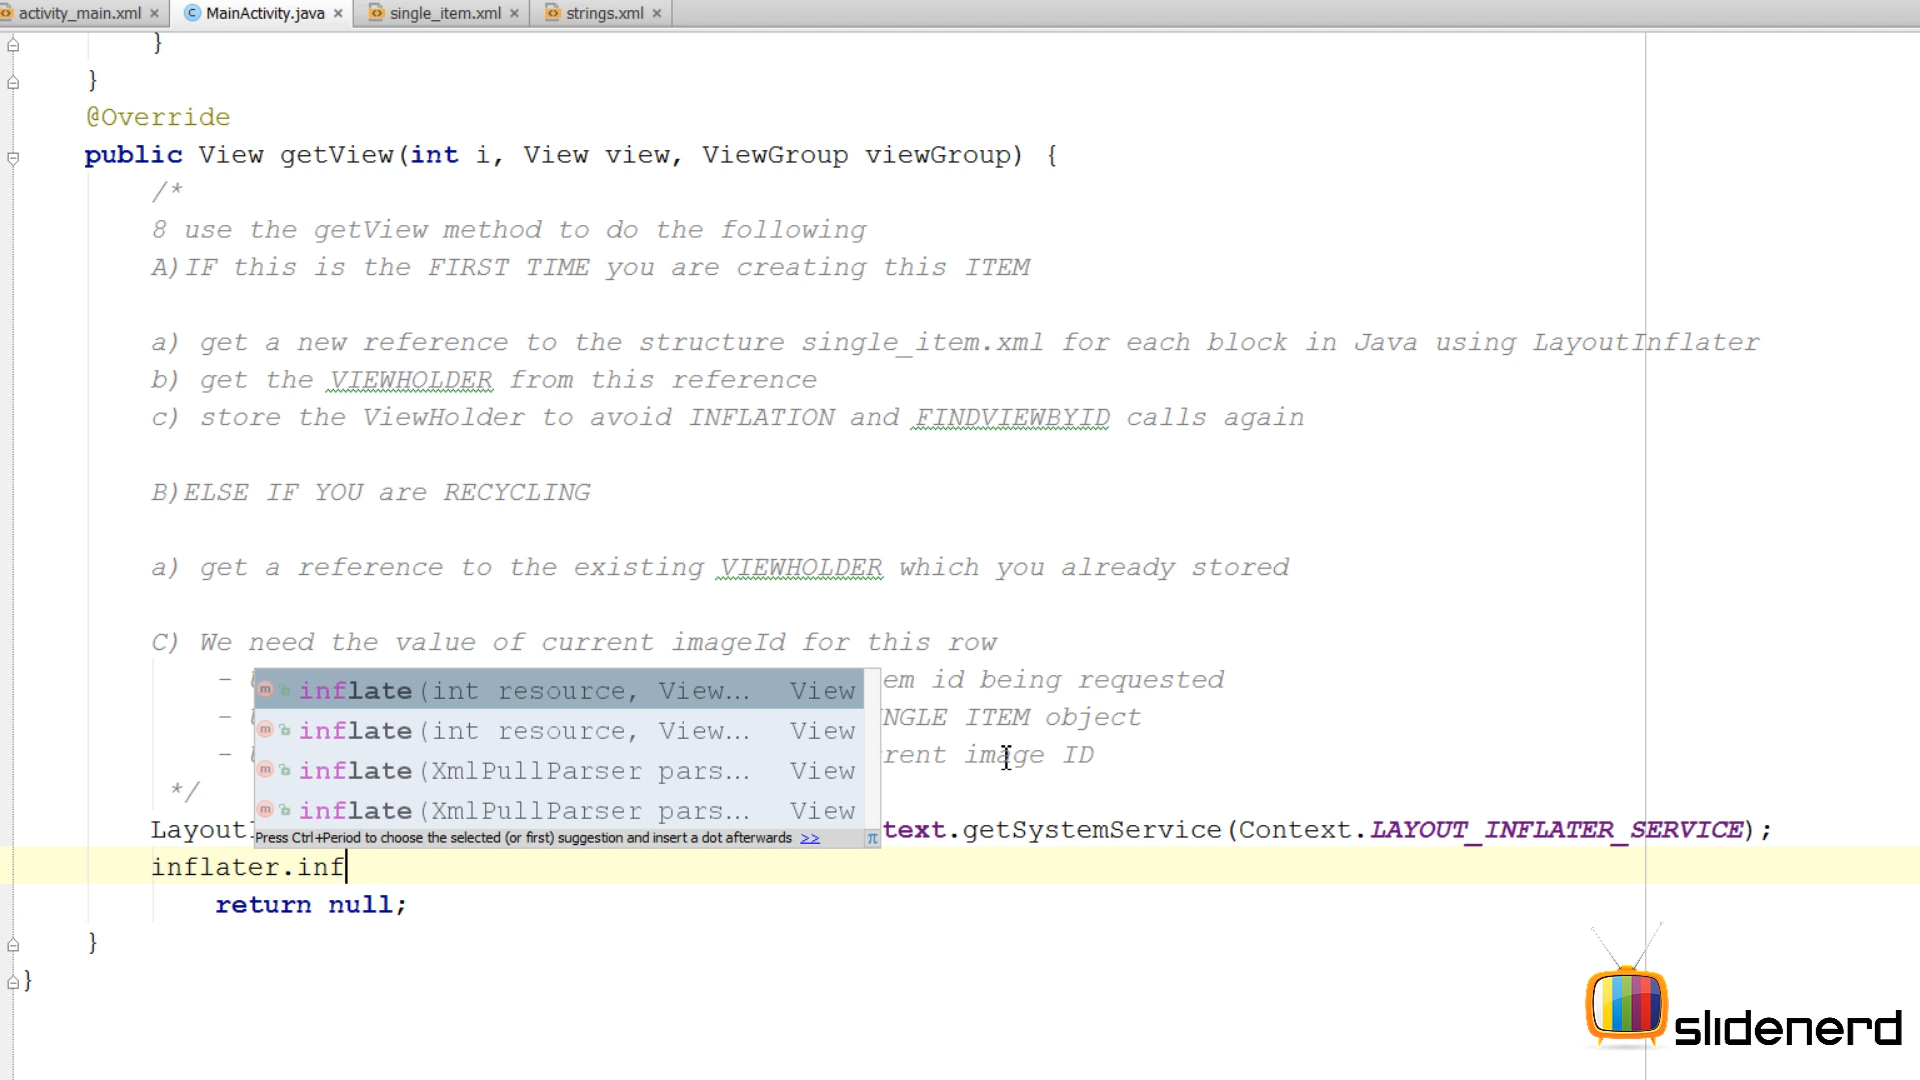 activity_main.xml × MainActivity.java × single_item.xml × strings.xml ×
}
}
@Override
public View getView(int i, View view, ViewGroup viewGroup) {
/*
8 use the getView method to do the following
A)IF this is the FIRST TIME you are creating this ITEM
a) get a new reference to the structure single_item.xml for each block in Java using LayoutInflater
b) get the VIEWHOLDER from this reference
c) store the ViewHolder to avoid INFLATION and FINDVIEWBYID calls again
B)ELSE IF YOU are RECYCLING
a) get a reference to the existing VIEWHOLDER which you already stored
C) We need the value of current imageId for this row
- em id being requested
inflate(int resource, View... View
- NGLE ITEM object
inflate(int resource, View... View
- rent image ID
inflate(XmlPullParser pars... View
*/
inflate(XmlPullParser pars... View
Layout text.getSystemService(Context.LAYOUT_INFLATER_SERVICE);
Press Ctrl+Period to choose the selected (or first) suggestion and insert a dot afterwards >> π
inflater.inf
return null;
}
}
slidenerd